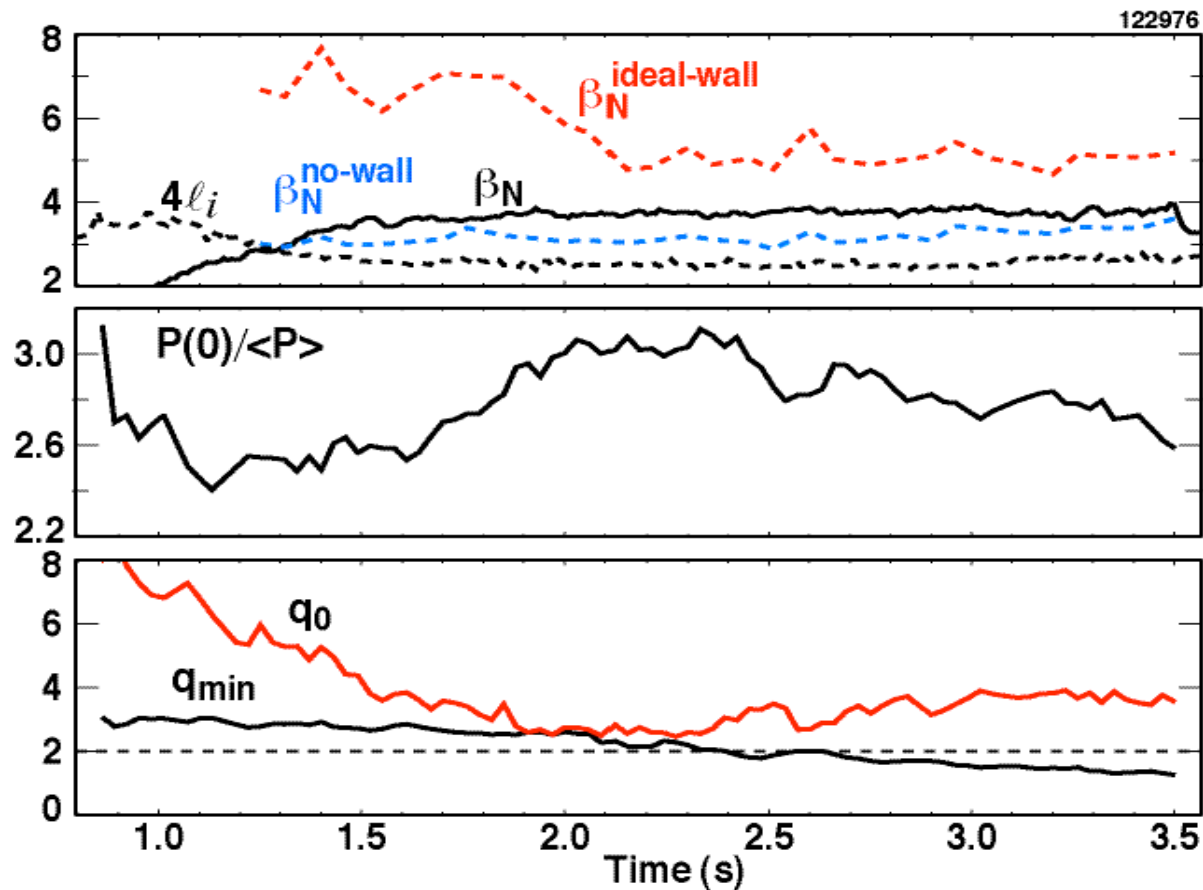 122976
8
6
4
2
β_N^ideal-wall
4ℓ_i
β_N^no-wall
β_N
3.0
2.6
2.2
P(0)/<P>
8
6
4
2
0
q_0
q_min
1.0 1.5 2.0 2.5 3.0 3.5
Time (s)